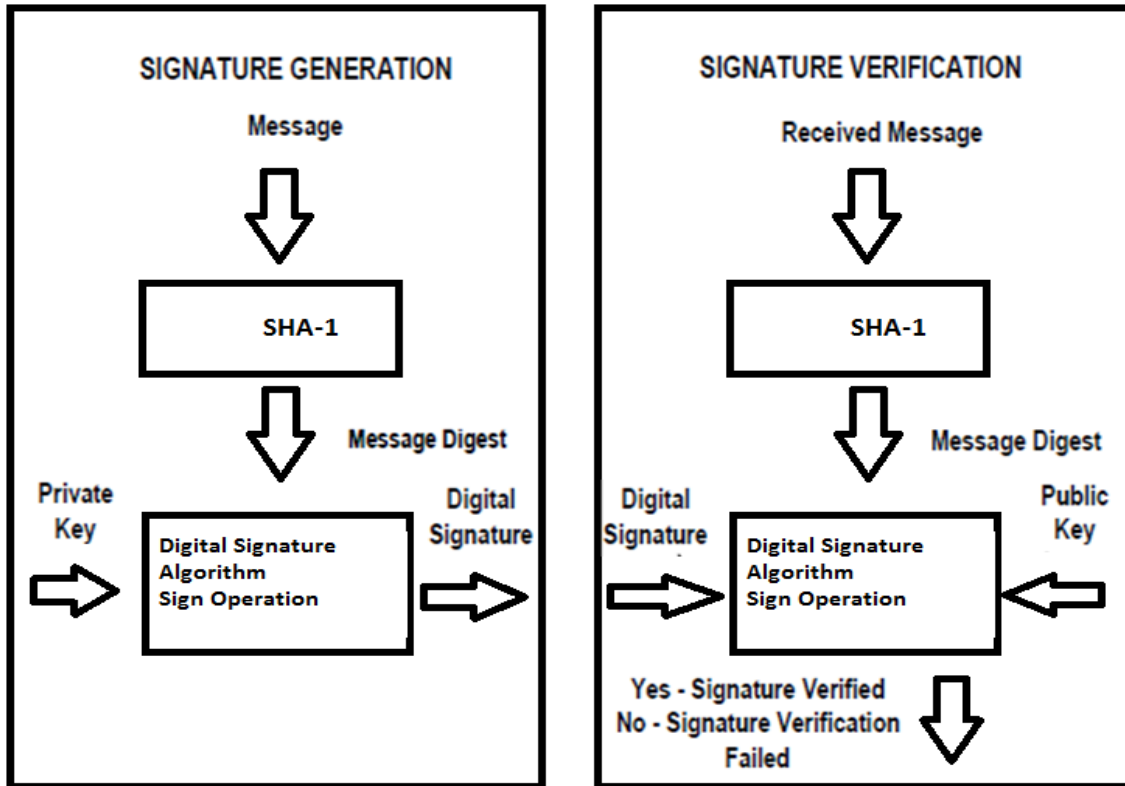 SIGNATURE GENERATION
Message
SHA-1
Message Digest
Private
Key
Digital Signature
Algorithm
Sign Operation
Digital
Signature
SIGNATURE VERIFICATION
Received Message
SHA-1
Message Digest
Digital
Signature
Digital Signature
Algorithm
Sign Operation
Public
Key
Yes - Signature Verified
No - Signature Verification
Failed